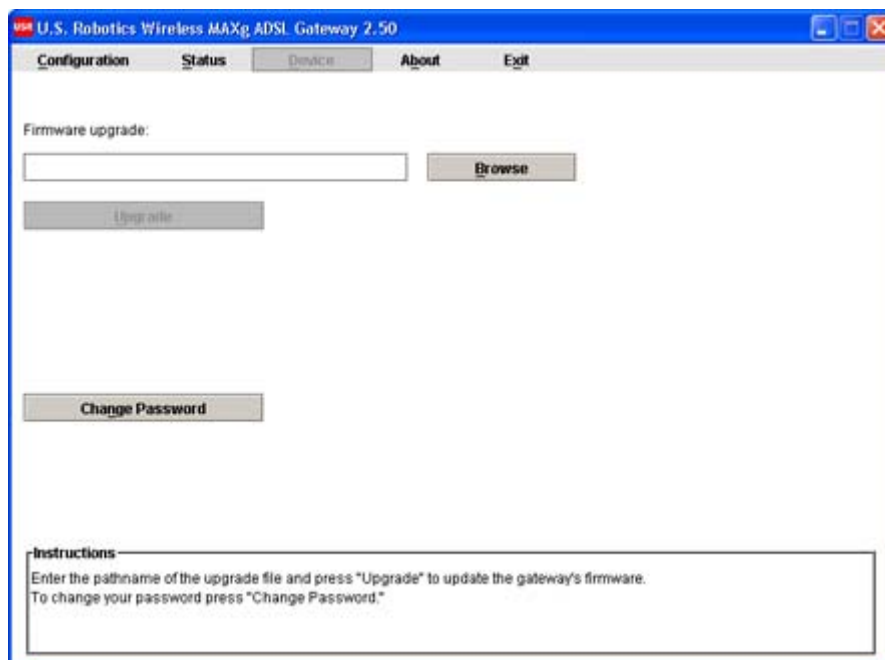 USR U.S. Robotics Wireless MAXg ADSL Gateway 2.50
Configuration Status Device About Exit
Firmware upgrade:
Browse
Upgrade
Change Password
Instructions
Enter the pathname of the upgrade file and press "Upgrade" to update the gateway's firmware.
To change your password press "Change Password."